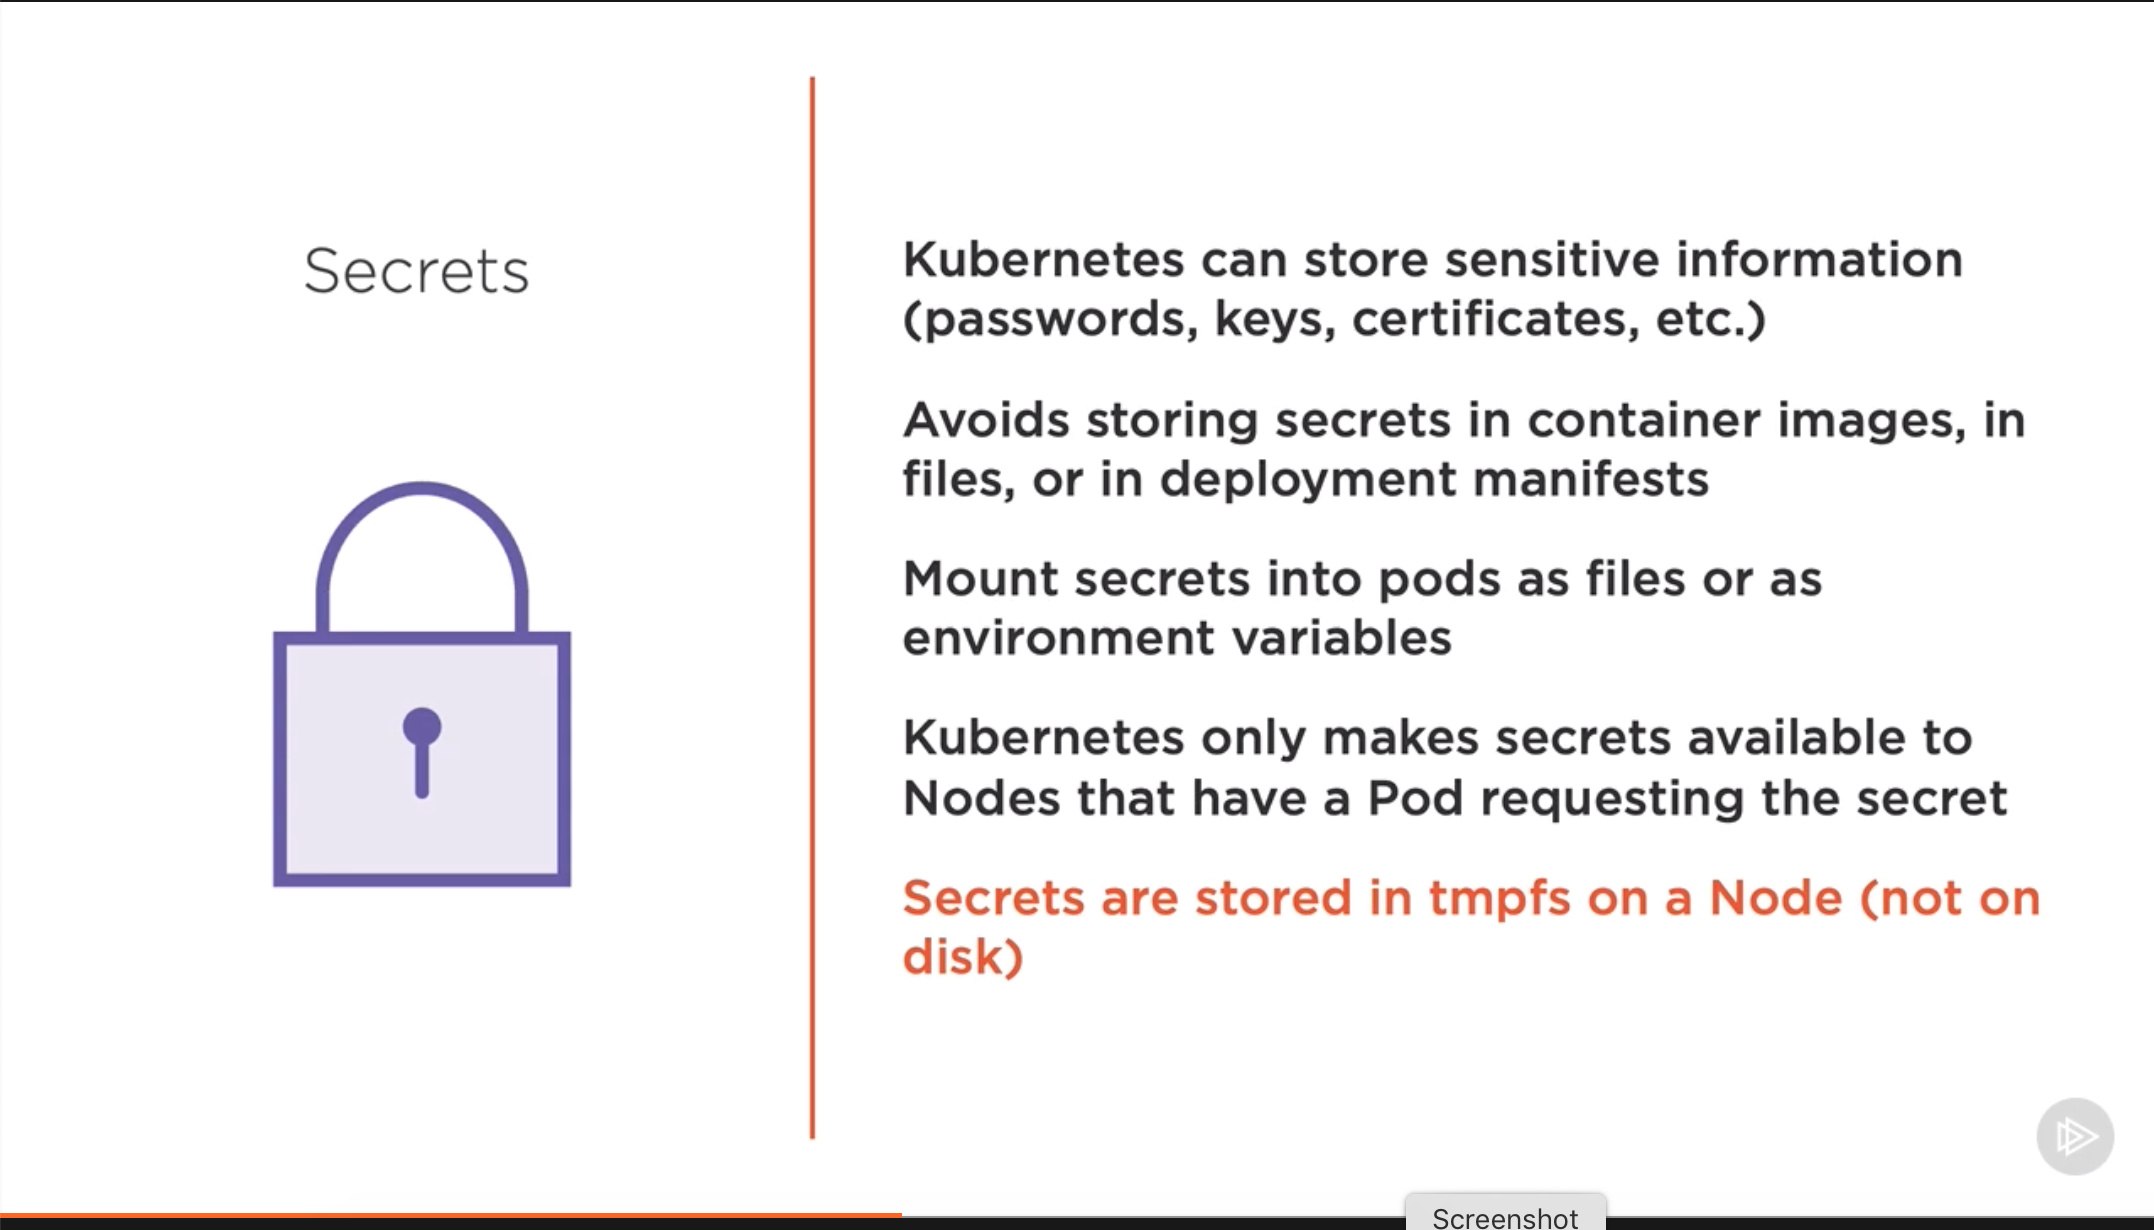 Secrets
Kubernetes can store sensitive information
(passwords, keys, certificates, etc.)
Avoids storing secrets in container images, in
files, or in deployment manifests
Mount secrets into pods as files or as
environment variables
Kubernetes only makes secrets available to
Nodes that have a Pod requesting the secret
Secrets are stored in tmpfs on a Node (not on
disk)
Screenshot